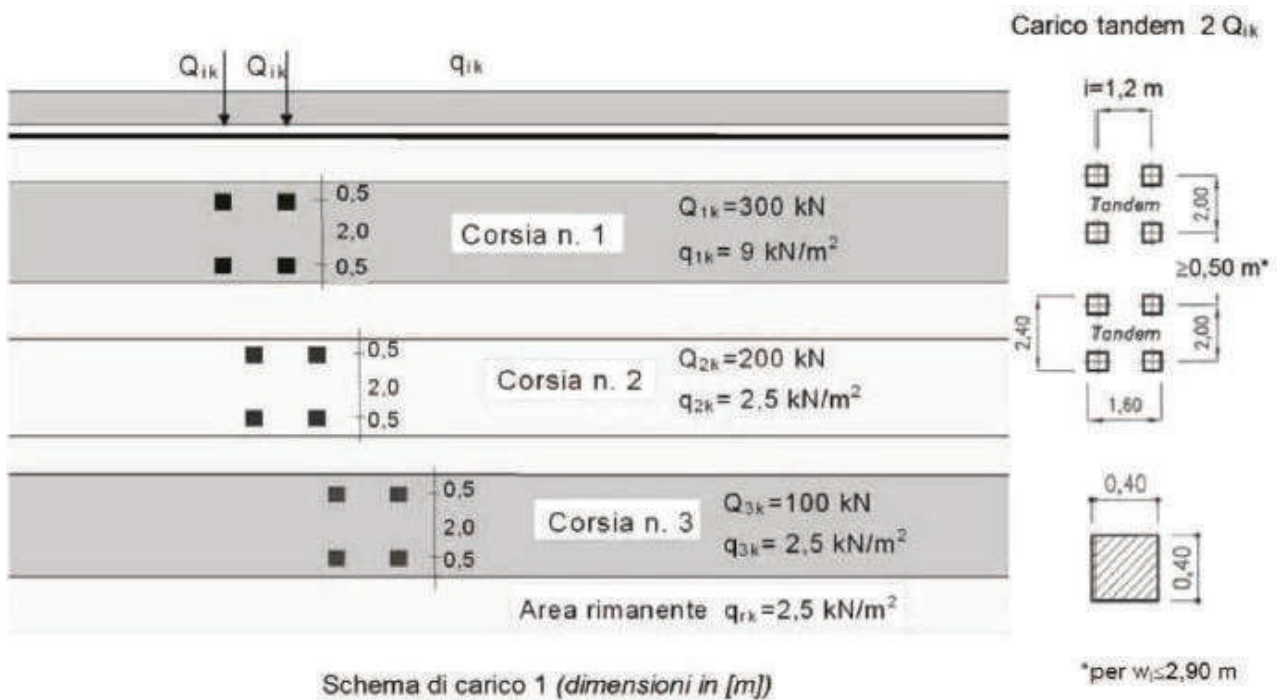 Carico tandem 2 Qik
Qik Qik qik
i=1,2 m
0,5
2,0
0,5
Corsia n. 1
Q1k=300 kN
q1k= 9 kN/m²
Tandem
2,00
≥0,50 m*
0,5
2,0
0,5
Corsia n. 2
Q2k=200 kN
q2k= 2,5 kN/m²
2,40
Tandem
2,00
1,60
0,5
2,0
0,5
Corsia n. 3
Q3k=100 kN
q3k= 2,5 kN/m²
0,40
0,40
Area rimanente qrk=2,5 kN/m²
Schema di carico 1 (dimensioni in [m])
*per wi≤2,90 m